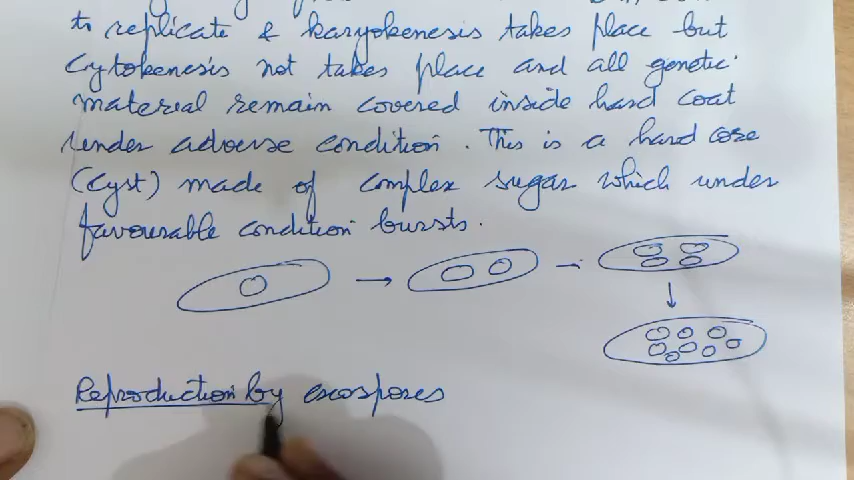 to replicate & karyokenesis takes place but
Cytokenesis not takes place and all genetic
material remain covered inside hard coat
under adverse condition. This is a hard core
(Cyst) made of complex sugar which under
favourable condition bursts.
Reproduction by exospores